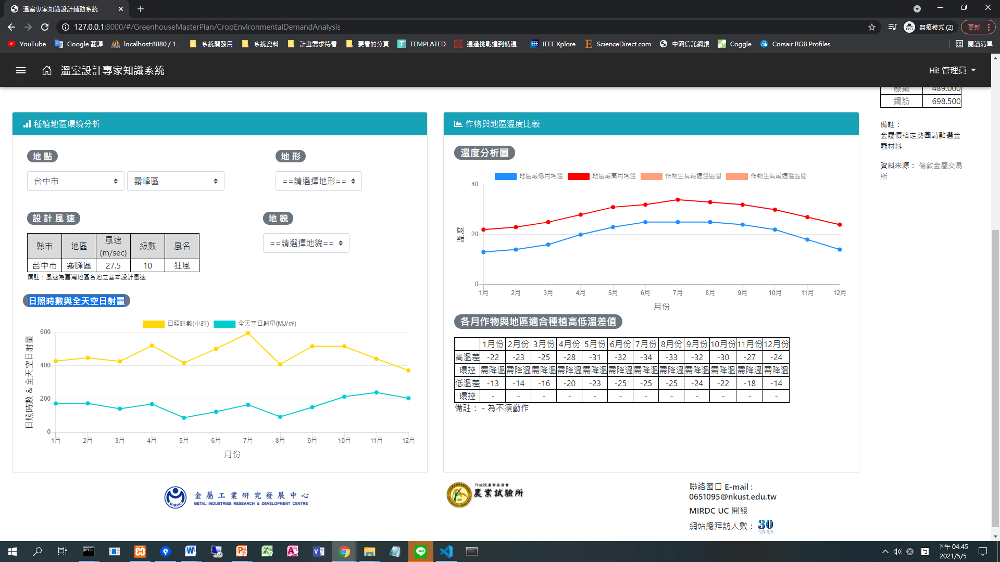 溫室專家知識設計輔助系統
127.0.0.1:8000/#/GreenhouseMasterPlan/CropEnvironmentalDemandAnalysis
無痕模式 (2)
更新
YouTube
Google 翻譯
localhost:8080 / 1...
系統開發用
系統資料
計畫需求待看
要看的分頁
TEMPLATED
通過挑戰達到精通...
IEEE Xplore
ScienceDirect.com
中國信託網銀
Coggle
Corsair RGB Profiles
閱讀清單
溫室設計專家知識系統
Hi! 管理員
廢鋼 489.000
鋼筋 698.500
備註：
金屬價格走勢圖請點選金
屬材料
資料來源： 倫敦金屬交易
所
種植地區環境分析
地 點
地 形
台中市
霧峰區
==請選擇地形==
設 計 風 速
地 貌
==請選擇地貌==
縣市 地區 風速(m/sec) 級數 風名
台中市 霧峰區 27.5 10 狂風
備註：風速為臺灣地區各地之基本設計風速
日照時數與全天空日射量
日照時數(小時) 全天空日射量(MJ/㎡)
日照時數 & 全天空日射量
600
400
200
0
1月 2月 3月 4月 5月 6月 7月 8月 9月 10月 11月 12月
月份
作物與地區溫度比較
溫度分析圖
地區最低月均溫 地區最高月均溫 作物生長最適溫區間 作物生長最適溫區間
溫度
40
20
0
1月 2月 3月 4月 5月 6月 7月 8月 9月 10月 11月 12月
月份
各月作物與地區適合種植高低溫差值
1月份 2月份 3月份 4月份 5月份 6月份 7月份 8月份 9月份 10月份 11月份 12月份
高溫差 -22 -23 -25 -28 -31 -32 -34 -33 -32 -30 -27 -24
環控 需降溫 需降溫 需降溫 需降溫 需降溫 需降溫 需降溫 需降溫 需降溫 需降溫 需降溫 需降溫
低溫差 -13 -14 -16 -20 -23 -25 -25 -25 -24 -22 -18 -14
環控 - - - - - - - - - - - -
備註： - 為不須動作
MIRDC
金屬工業研究發展中心
METAL INDUSTRIES RESEARCH & DEVELOPMENT CENTRE
行政院農業委員會
農業試驗所
聯絡窗口 E-mail :
0651095@nkust.edu.tw
MIRDC UC 開發
網站總拜訪人數： 30
下午 04:45
2021/5/5